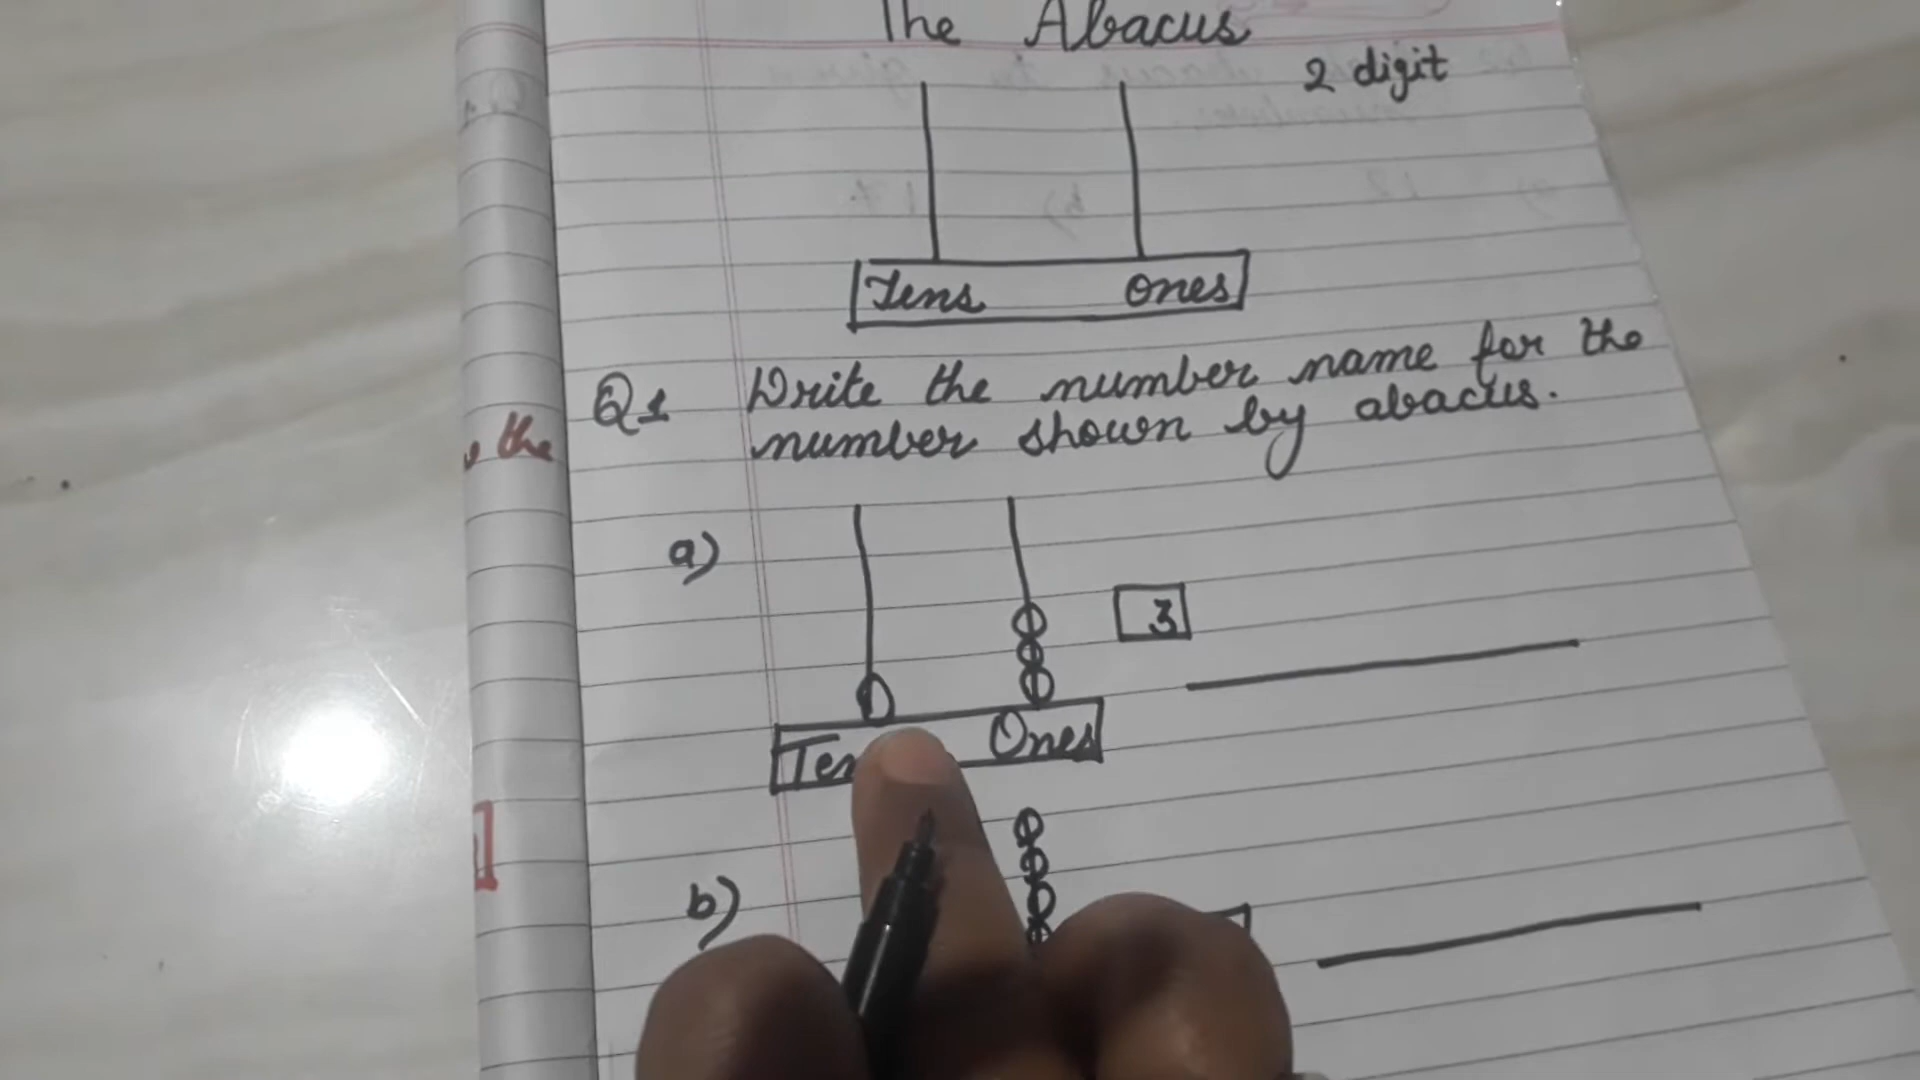 The Abacus
2 digit
Tens Ones
Q1 Write the number name for the
number shown by abacus.
the
a)
3
Ones
b)